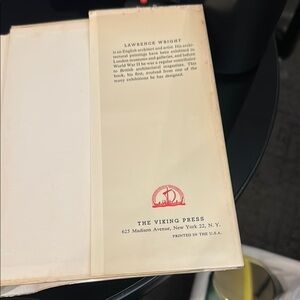 LAWRENCE WRIGHT
is an English architect and artist. His archi-
tectural paintings have been exhibited in
London museums and galleries, and before
World War II he was a regular contributor
to British architectural magazines. This
book, his first, evolved from one of the
many exhibitions he has designed.
THE VIKING PRESS
625 Madison Avenue, New York 22, N. Y.
PRINTED IN THE U.S.A.